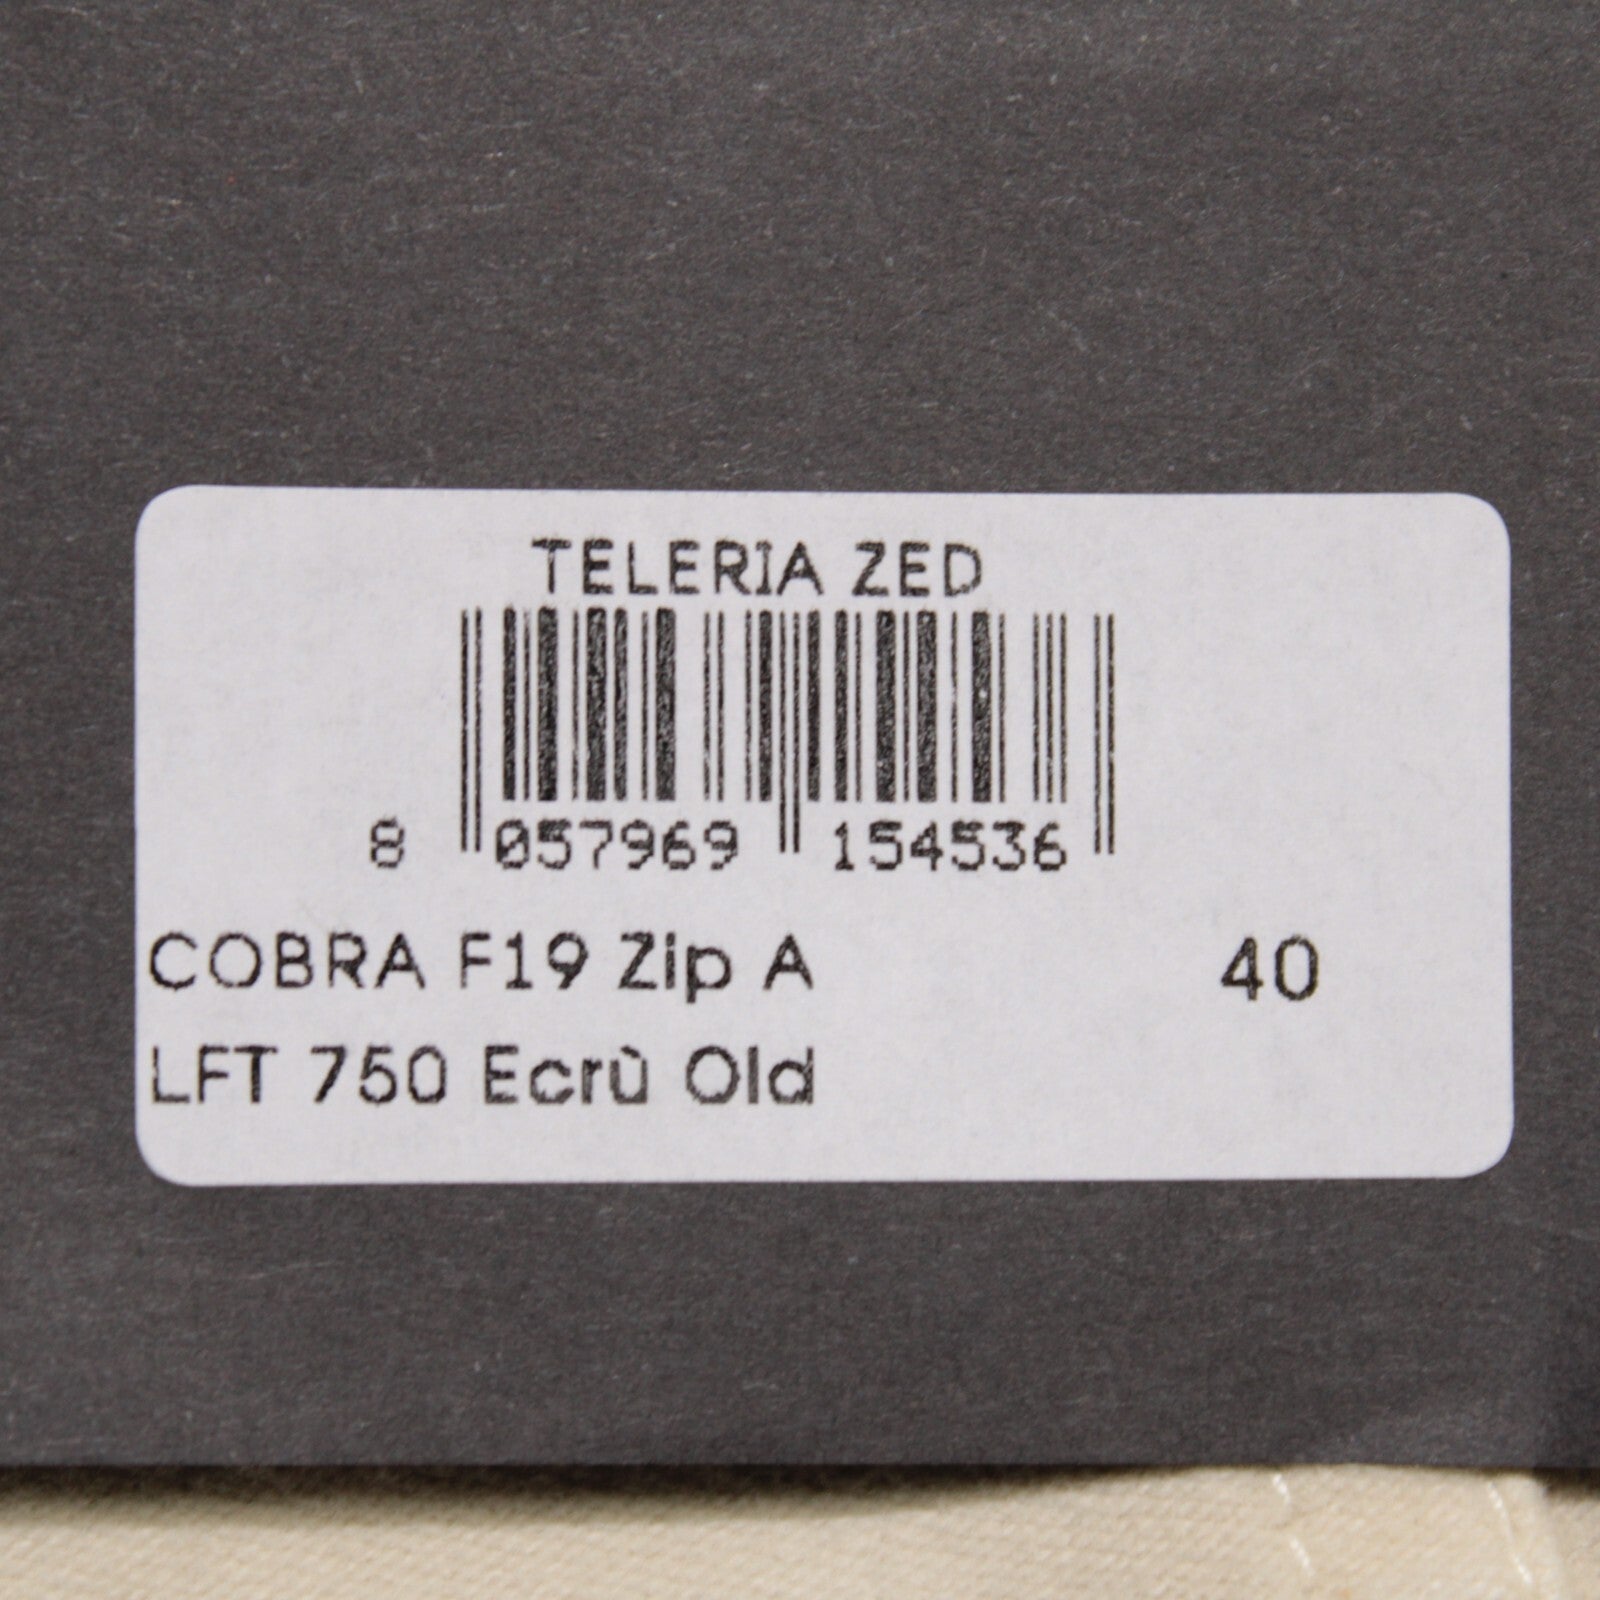 TELERIA ZED
8 057969 154536
COBRA F19 Zip A 40
LFT 750 Ecrù Old